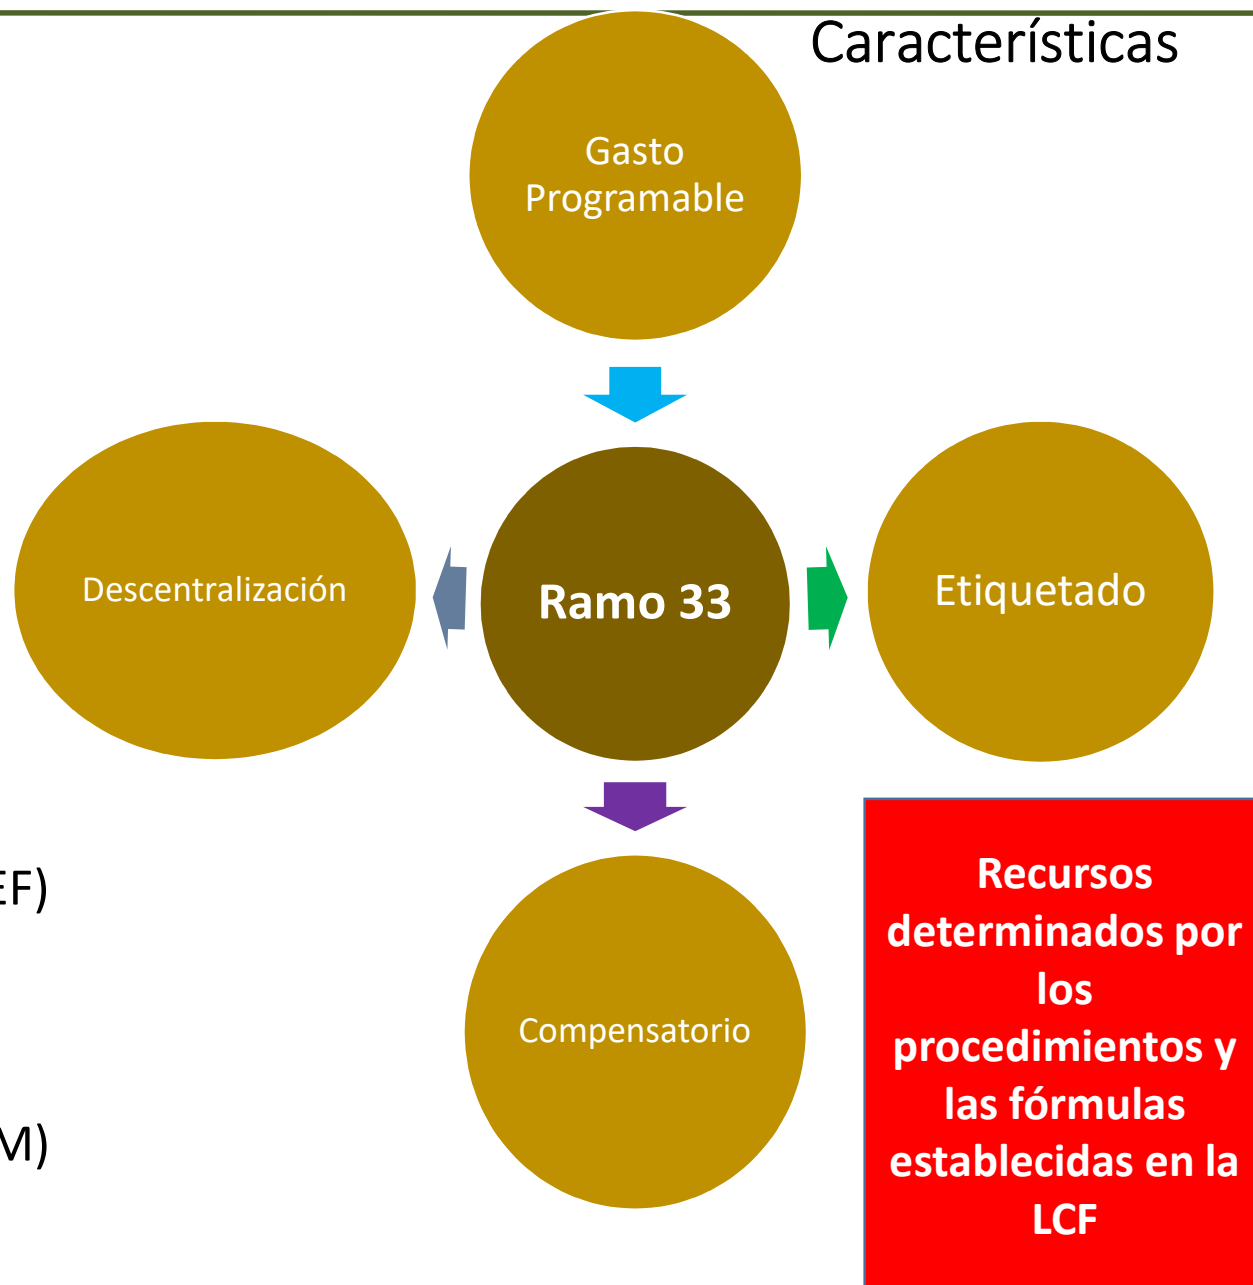 Características
Gasto
Programable
Descentralización
Ramo 33
Etiquetado
EF)
Compensatorio
M)
Recursos
determinados por
los
procedimientos y
las fórmulas
establecidas en la
LCF